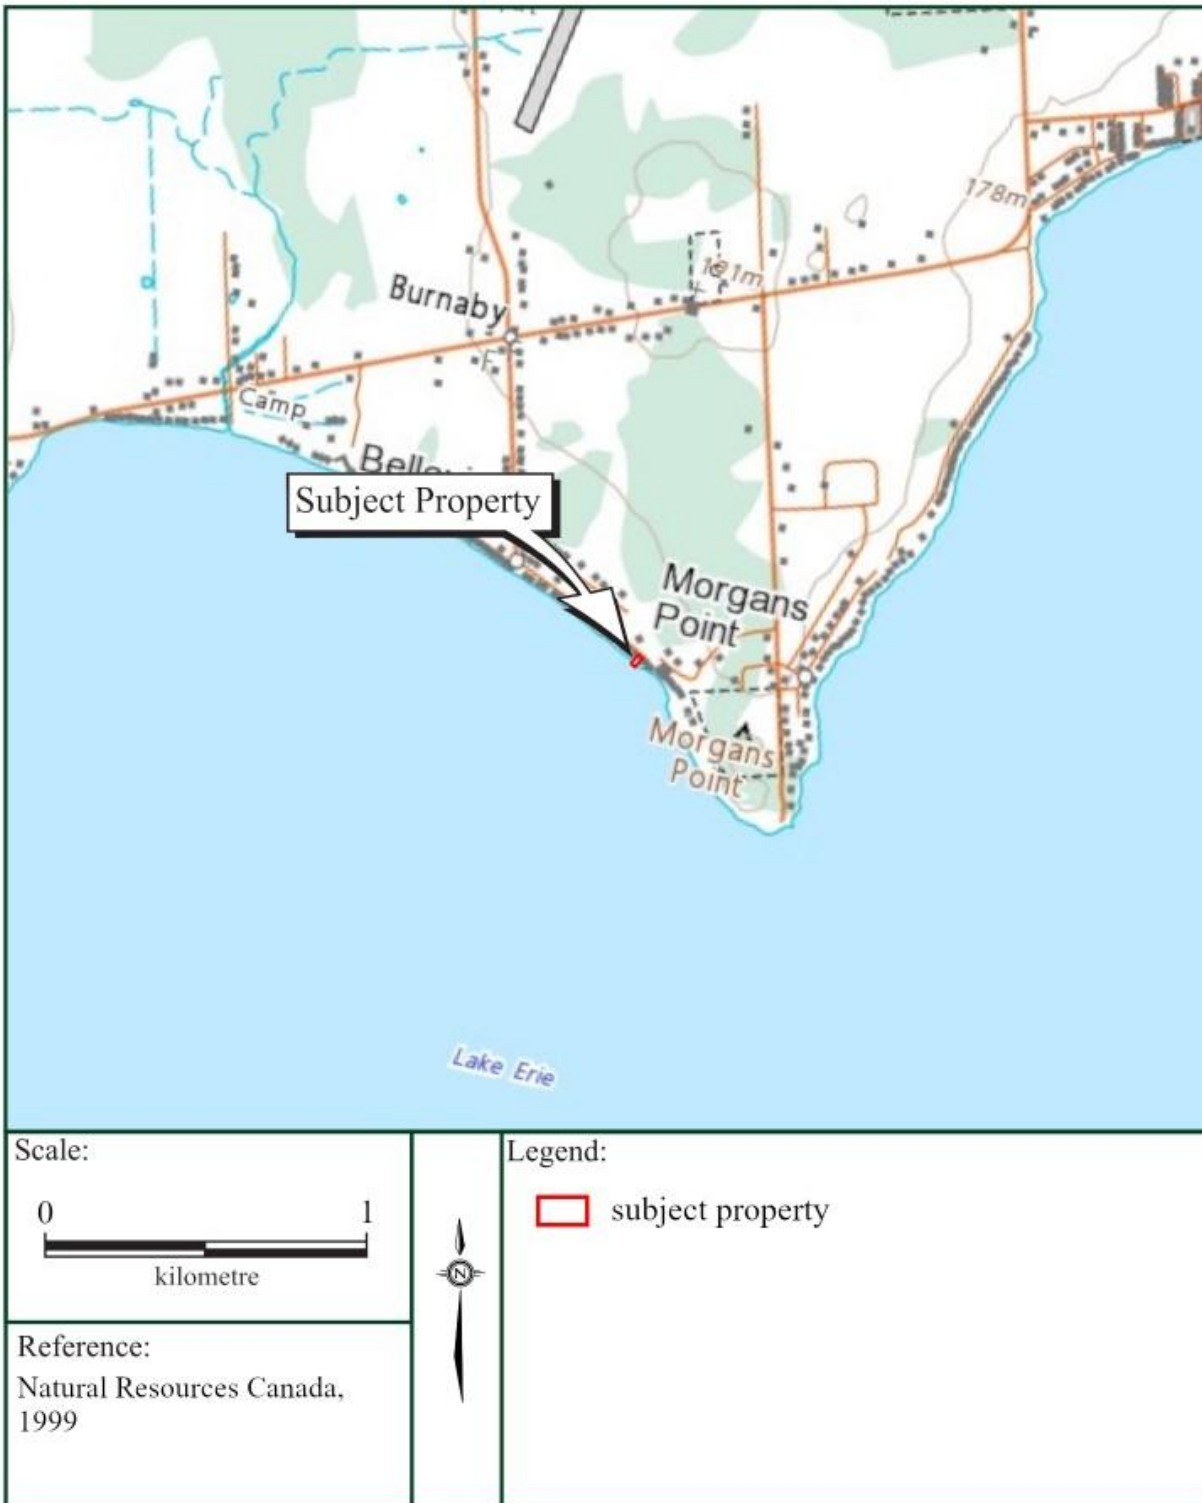 178m
Burnaby
Camp
Subject Property
Morgans
Point
Morgans
Point
Lake Erie
Scale:
0 1
kilometre
N
Legend:
subject property
Reference:
Natural Resources Canada,
1999